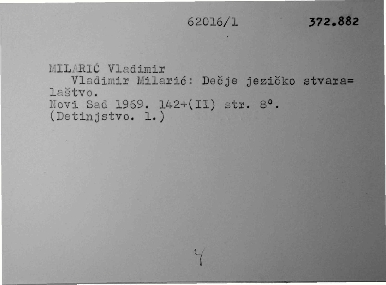 62016/1 372.882
MILARIĆ Vladimir
Vladimir Milarić: Dečje jezičko stvara=
laštvo.
Novi Sad 1969. 142+(II) str. 8°.
(Detinjstvo. 1.)